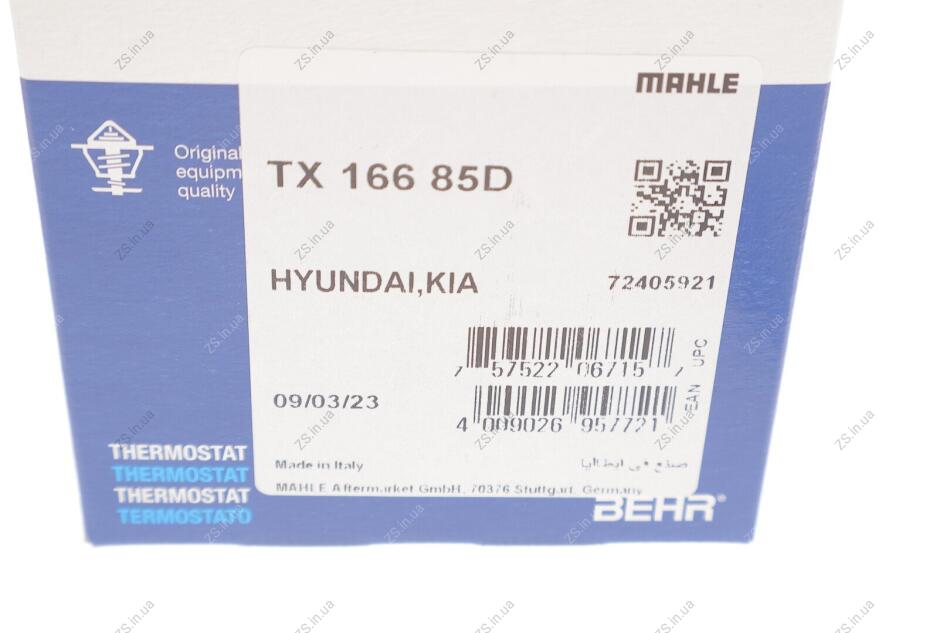 MAHLE
Original
equipm
quality
TX 166 85D
HYUNDAI,KIA
72405921
7 57522 06715 7
UPC
09/03/23
EAN
4 009026 957721
Made in Italy
صنع في ايطاليا
MAHLE Aftermarket GmbH, 70376 Stuttgart, Germany
THERMOSTAT
THERMOSTAT
THERMOSTAT
TERMOSTATO
BEHR®
ZS.in.ua